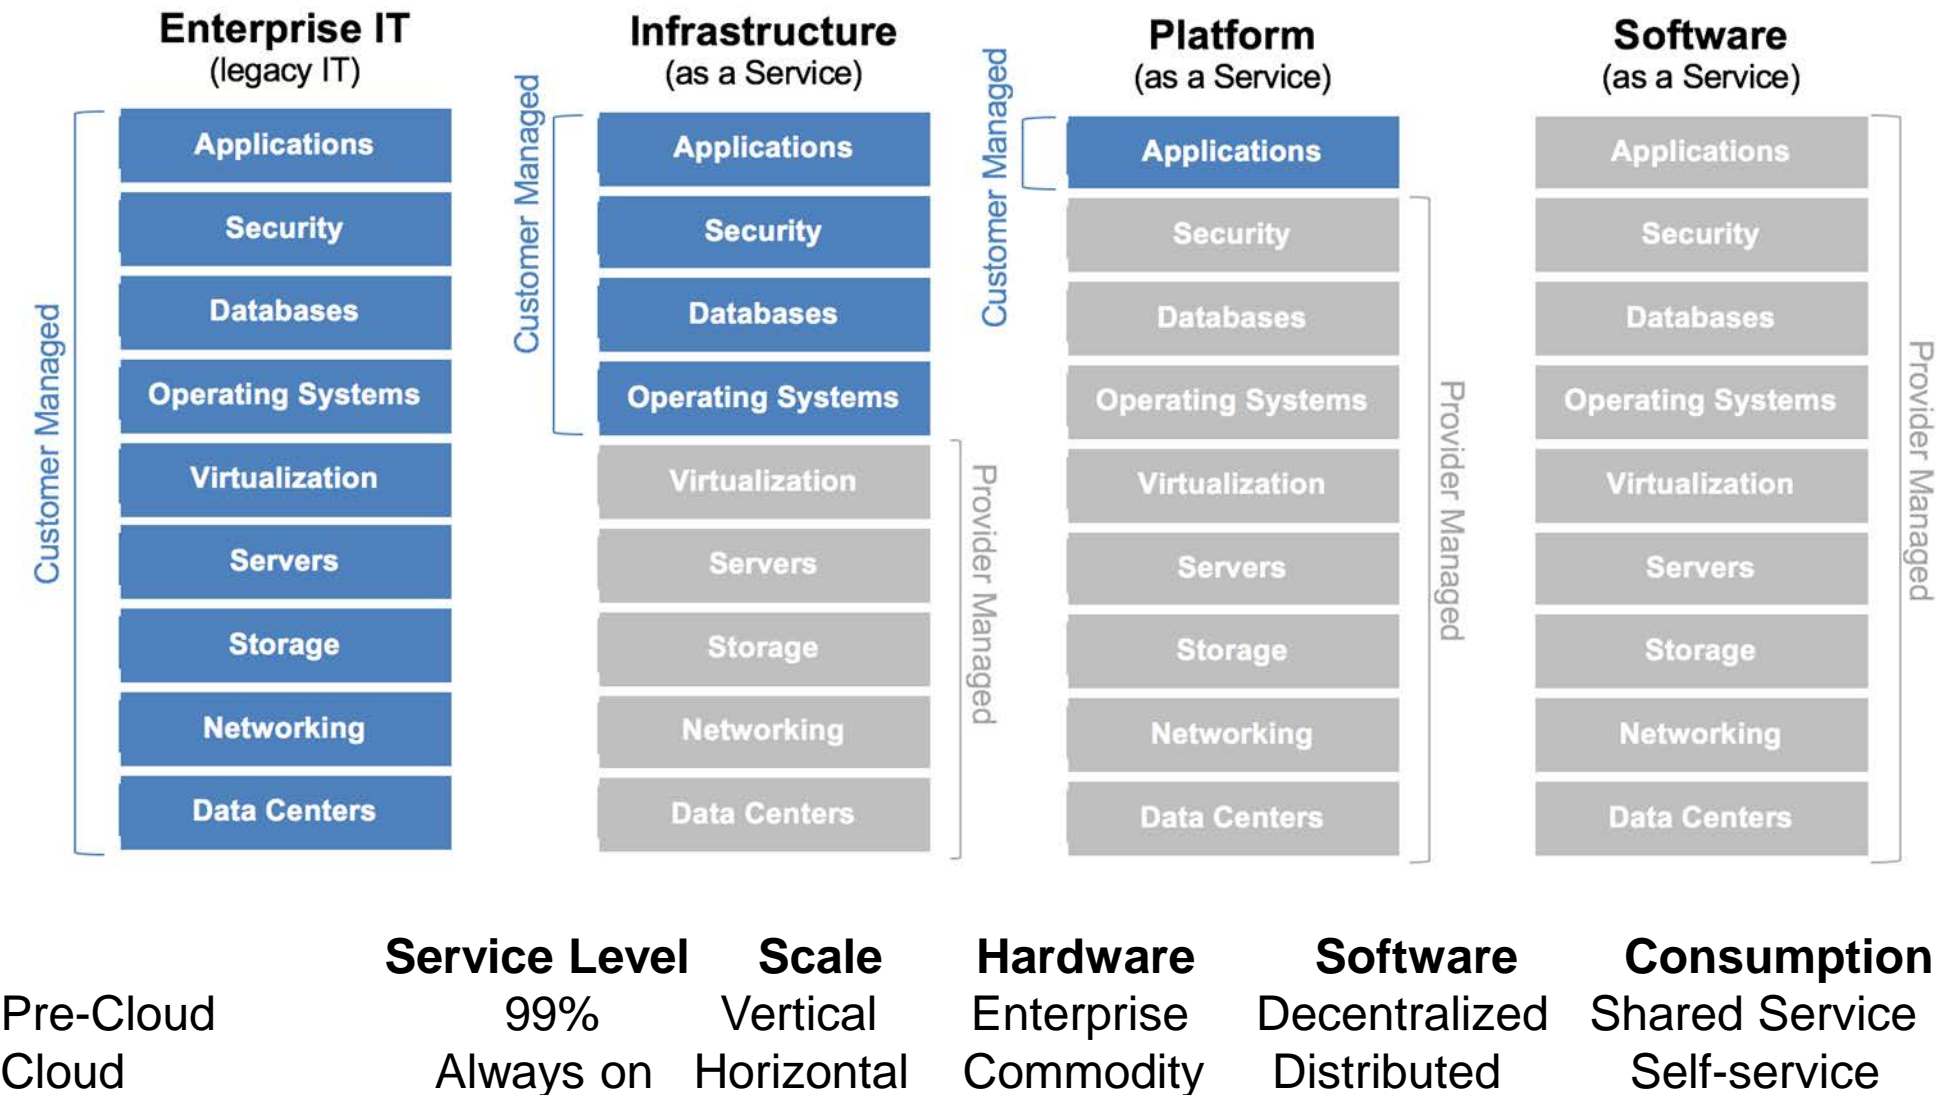 Enterprise IT
(legacy IT)
Customer Managed
Applications
Security
Databases
Operating Systems
Virtualization
Servers
Storage
Networking
Data Centers
Infrastructure
(as a Service)
Customer Managed
Applications
Security
Databases
Operating Systems
Virtualization
Servers
Storage
Networking
Data Centers
Provider Managed
Platform
(as a Service)
Customer Managed
Applications
Security
Databases
Operating Systems
Virtualization
Servers
Storage
Networking
Data Centers
Provider Managed
Software
(as a Service)
Applications
Security
Databases
Operating Systems
Virtualization
Servers
Storage
Networking
Data Centers
Provider Managed
Service Level Scale Hardware Software Consumption
Pre-Cloud 99% Vertical Enterprise Decentralized Shared Service
Cloud Always on Horizontal Commodity Distributed Self-service